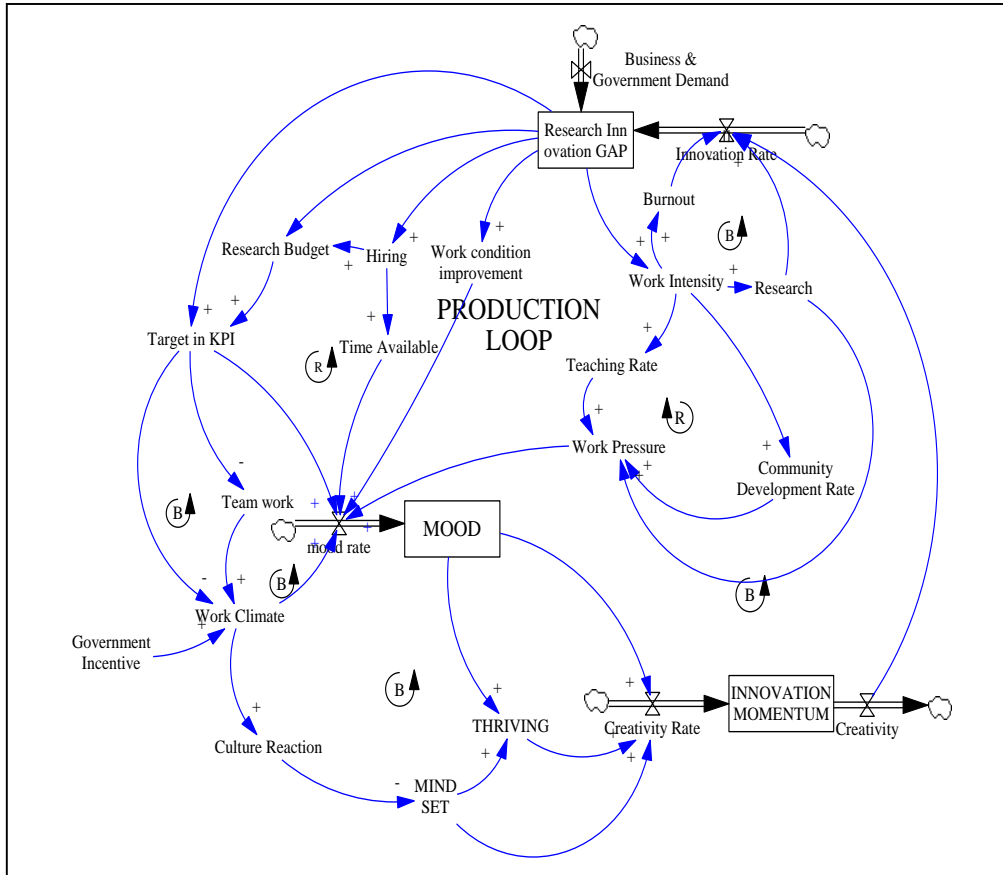 Business &
Government Demand
Research Inn
ovation GAP
Innovation Rate
+
Burnout
B
+
+
+
+
Research Budget
+
Hiring
Work condition
improvement
+
Work Intensity
+
Research
+
+
+
PRODUCTION
LOOP
Target in KPI
Time Available
+
R
Teaching Rate
+
R
Work Pressure
+
+
+
Community
Development Rate
-
Team work
B
+
+
+
+
+
mood rate
MOOD
-
+
B
B
Work Climate
+
Government
Incentive
B
+
+
+
INNOVATION
MOMENTUM
+
Culture Reaction
THRIVING
+
Creativity Rate
Creativity
+
+
-
MIND
SET